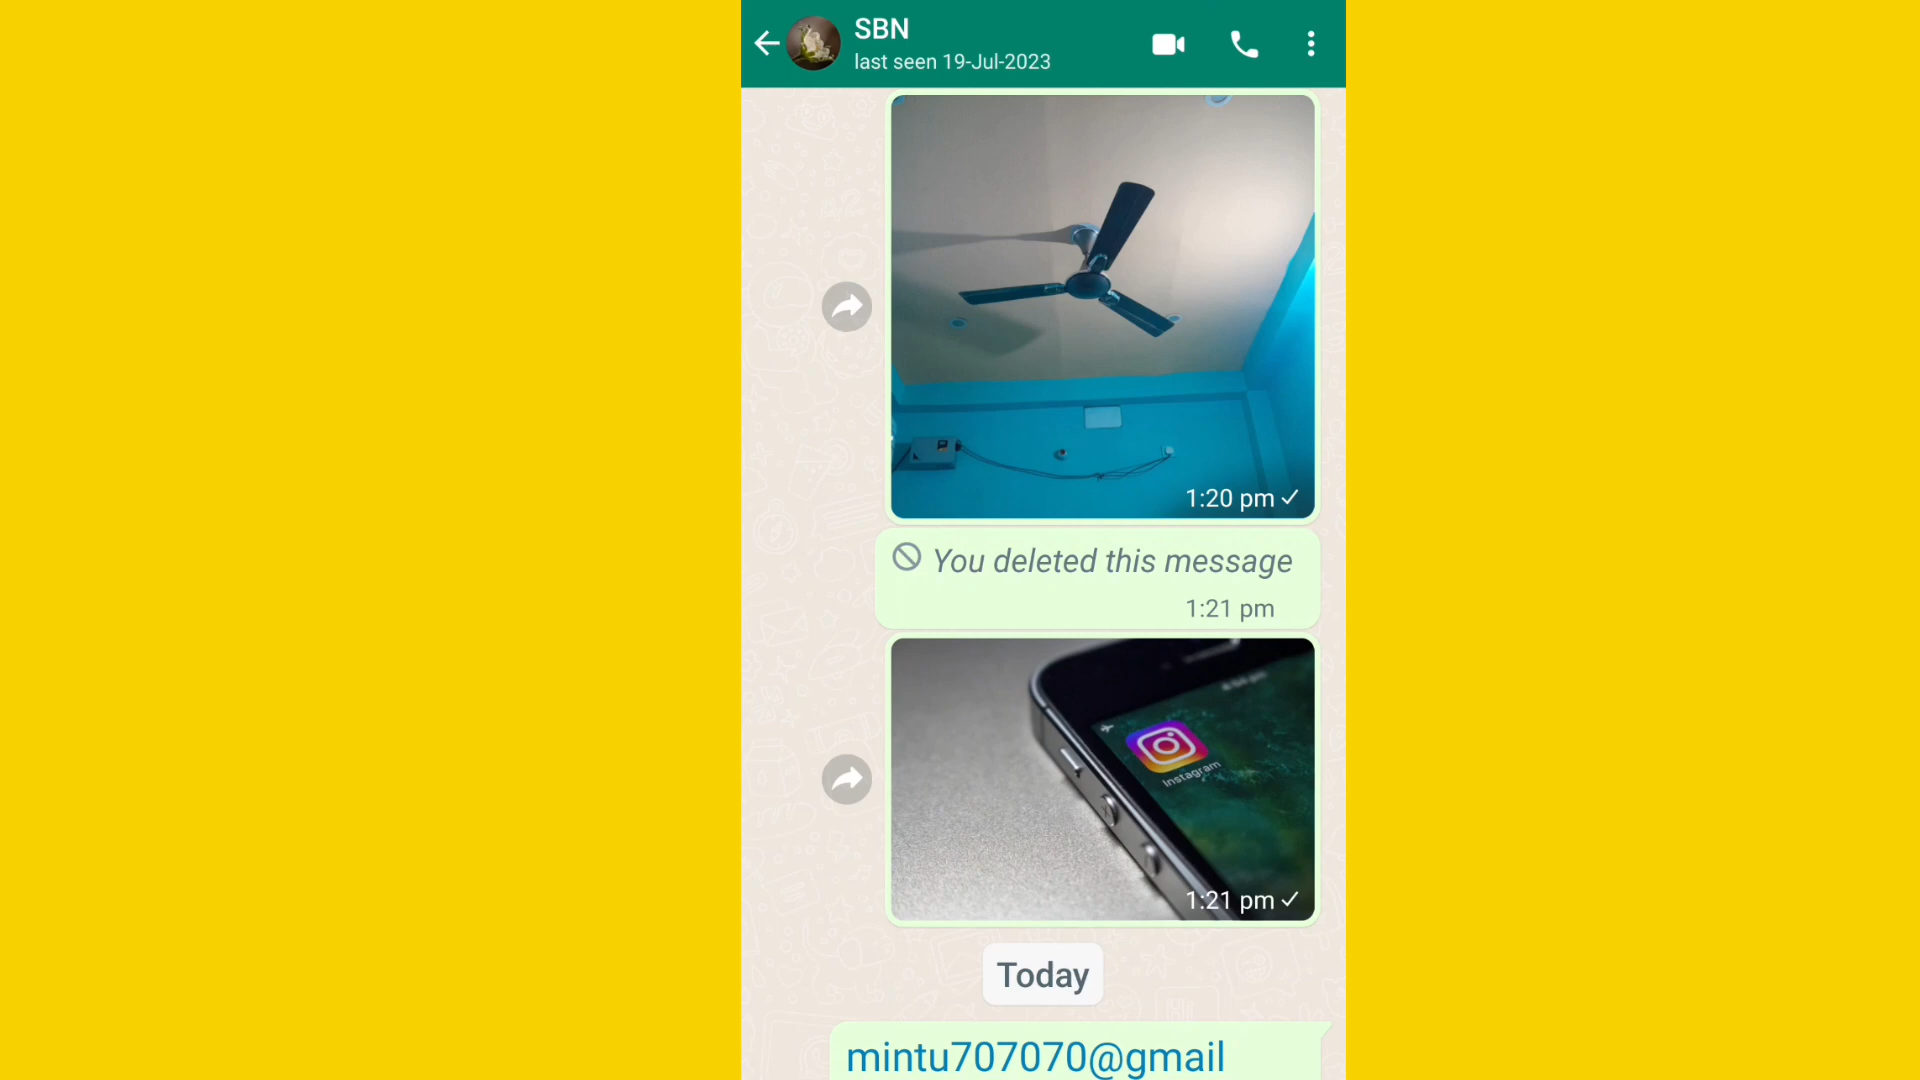 SBN
last seen 19-Jul-2023
1:20 pm
You deleted this message
1:21 pm
Instagram
1:21 pm
Today
mintu707070@gmail